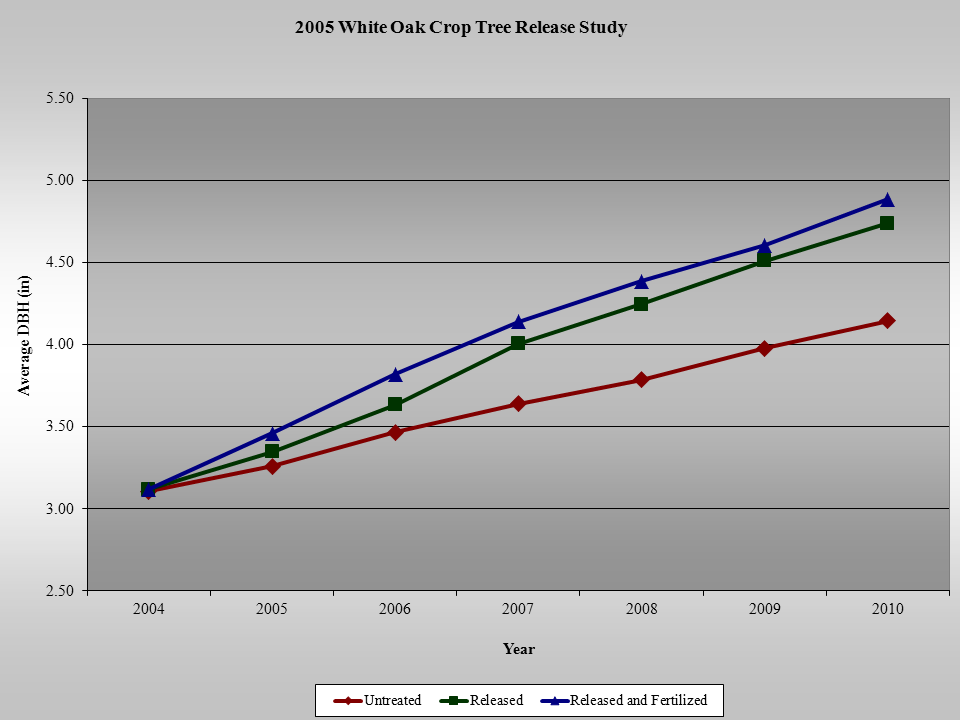 2005 White Oak Crop Tree Release Study
5.50
5.00
4.50
4.00
3.50
3.00
2.50
Average DBH (in)
2004 2005 2006 2007 2008 2009 2010
Year
Untreated Released Released and Fertilized